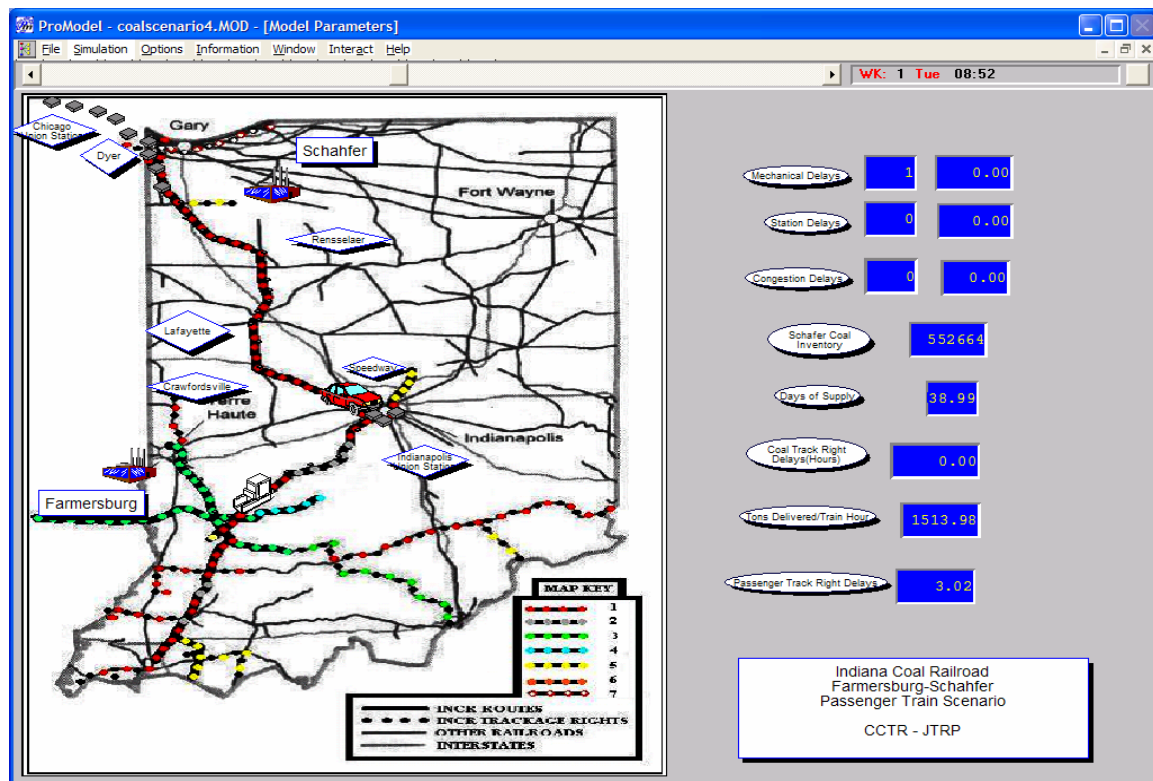 ProModel - coalscenario4.MOD - [Model Parameters]
File Simulation Options Information Window Interact Help
WK: 1 Tue 08:52
Chicago
Union Station
Gary
Dyer
Schahfer
Fort Wayne
Rensselaer
Lafayette
Speedway
Crawfordsville
Terre
Haute
Indianapolis
Indianapolis
Union Station
Farmersburg
MAP KEY
1
2
3
4
5
6
7
INCR ROUTES
INCR TRACKAGE RIGHTS
OTHER RAILROADS
INTERSTATES
Mechanical Delays 1 0.00
Station Delays 0 0.00
Congestion Delays 0 0.00
Schafer Coal
Inventory
552664
Days of Supply 38.99
Coal Track Right
Delays(Hours)
0.00
Tons Delivered/Train Hour 1513.98
Passenger Track Right Delays 3.02
Indiana Coal Railroad
Farmersburg-Schahfer
Passenger Train Scenario
CCTR - JTRP